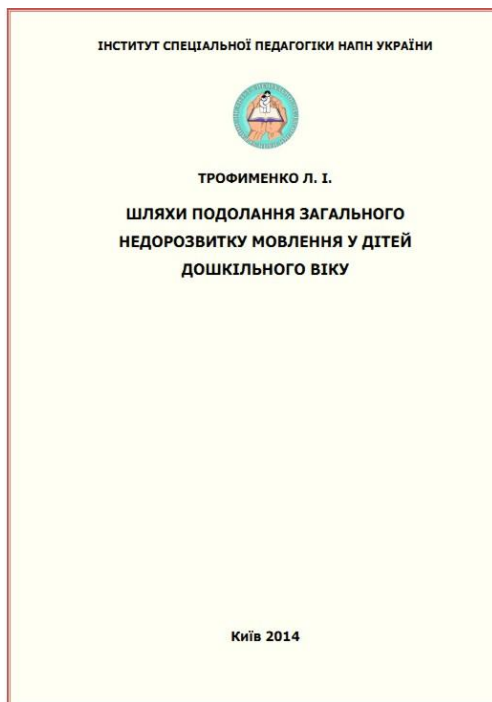 ІНСТИТУТ СПЕЦІАЛЬНОЇ ПЕДАГОГІКИ НАПН УКРАЇНИ
ТРОФИМЕНКО Л. І.
ШЛЯХИ ПОДОЛАННЯ ЗАГАЛЬНОГО
НЕДОРОЗВИТКУ МОВЛЕННЯ У ДІТЕЙ
ДОШКІЛЬНОГО ВІКУ
Київ 2014